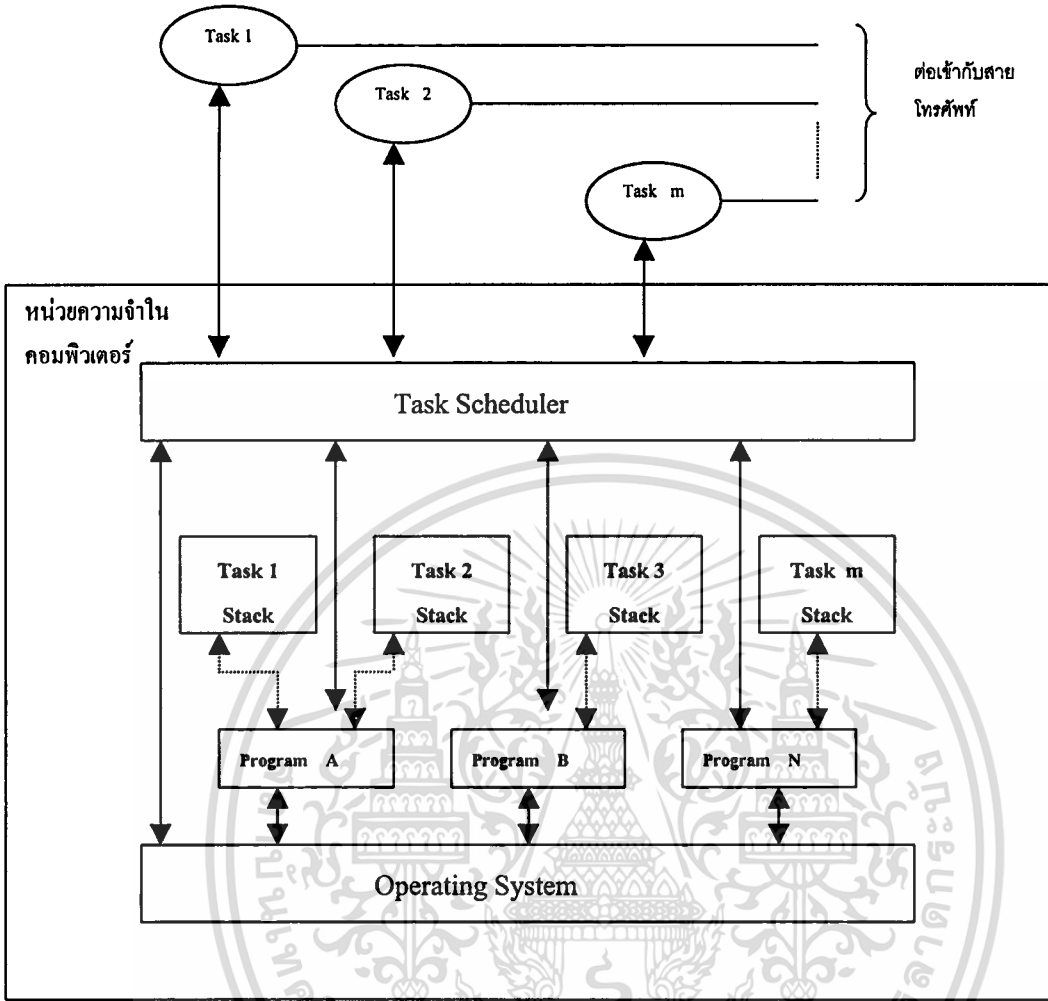 Task 1
Task 2
Task m
ต่อเข้ากับสาย
โทรศัพท์
หน่วยความจำใน
คอมพิวเตอร์
Task Scheduler
Task 1
Stack
Task 2
Stack
Task 3
Stack
Task m
Stack
Program A
Program B
Program N
Operating System